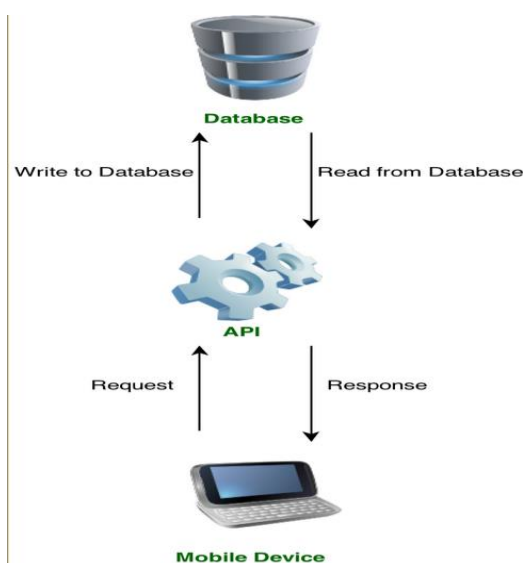 Database
Write to Database
Read from Database
API
Request
Response
Mobile Device